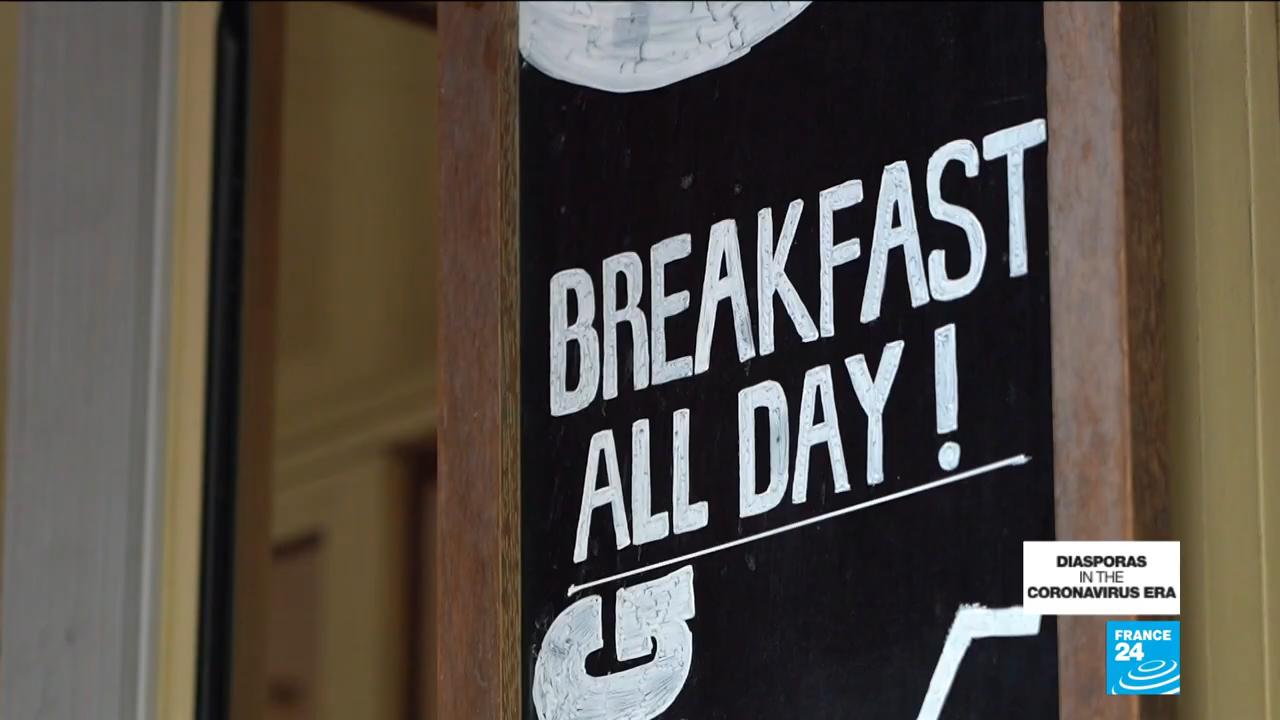 BREAKFAST
ALL DAY!
G
DIASPORAS
IN THE
CORONAVIRUS ERA
FRANCE
24